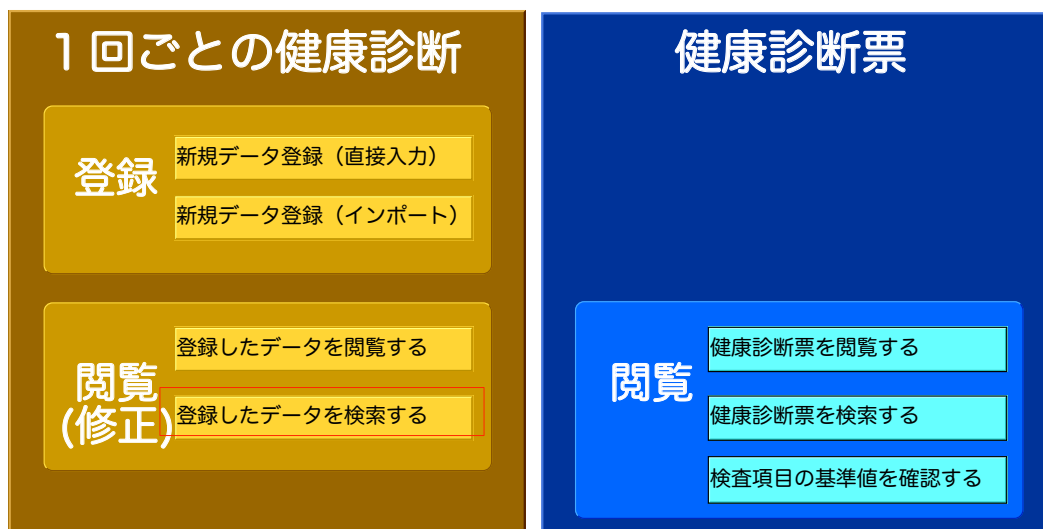 １回ごとの健康診断
登録
新規データ登録（直接入力）
新規データ登録（インポート）
閲覧
(修正)
登録したデータを閲覧する
登録したデータを検索する
健康診断票
閲覧
健康診断票を閲覧する
健康診断票を検索する
検査項目の基準値を確認する